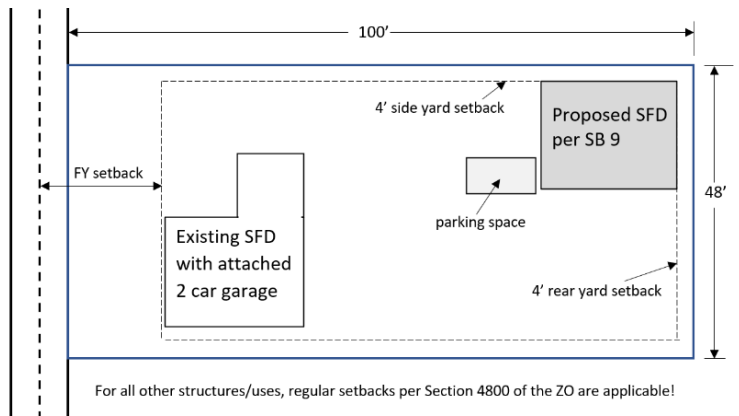 100'
4' side yard setback
Proposed SFD
per SB 9
FY setback
48'
parking space
Existing SFD
with attached
2 car garage
4' rear yard setback
For all other structures/uses, regular setbacks per Section 4800 of the ZO are applicable!